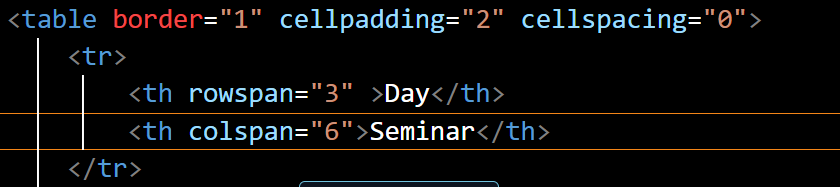 <table border="1" cellpadding="2" cellspacing="0">
<tr>
<th rowspan="3" >Day</th>
<th colspan="6">Seminar</th>
</tr>